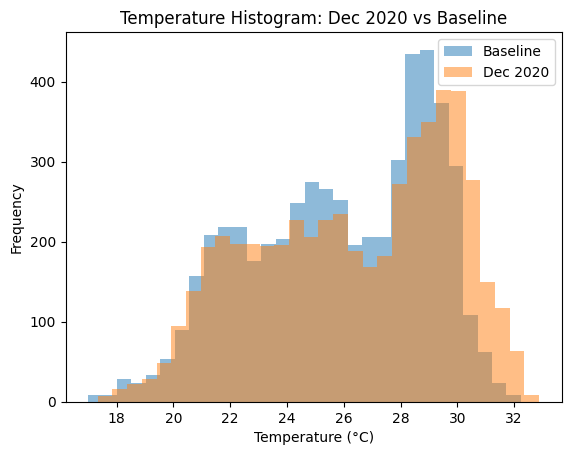 Temperature Histogram: Dec 2020 vs Baseline
Baseline
Dec 2020
Frequency
400
300
200
100
0
18 20 22 24 26 28 30 32
Temperature (°C)